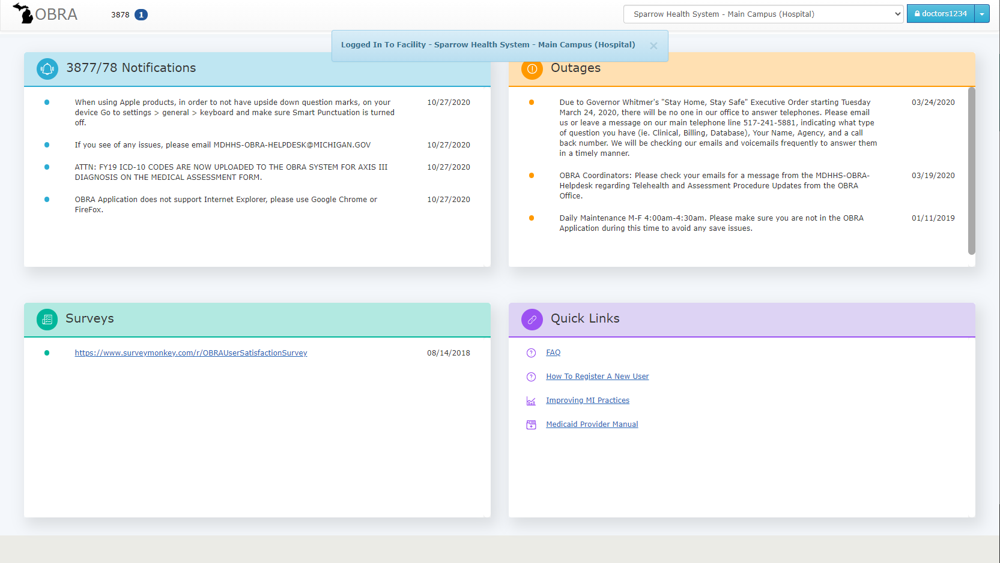 OBRA
3878 1
Sparrow Health System - Main Campus (Hospital)
doctors1234
Logged In To Facility - Sparrow Health System - Main Campus (Hospital) ×
3877/78 Notifications
When using Apple products, in order to not have upside down question marks, on your
device Go to settings > general > keyboard and make sure Smart Punctuation is turned
off.
10/27/2020
If you see of any issues, please email MDHHS-OBRA-HELPDESK@MICHIGAN.GOV
10/27/2020
ATTN: FY19 ICD-10 CODES ARE NOW UPLOADED TO THE OBRA SYSTEM FOR AXIS III
DIAGNOSIS ON THE MEDICAL ASSESSMENT FORM.
10/27/2020
OBRA Application does not support Internet Explorer, please use Google Chrome or
FireFox.
10/27/2020
Outages
Due to Governor Whitmer's "Stay Home, Stay Safe" Executive Order starting Tuesday
March 24, 2020, there will be no one in our office to answer telephones. Please email
us or leave a message on our main telephone line 517-241-5881, indicating what type
of question you have (ie. Clinical, Billing, Database), Your Name, Agency, and a call
back number. We will be checking our emails and voicemails frequently to answer them
in a timely manner.
03/24/2020
OBRA Coordinators: Please check your emails for a message from the MDHHS-OBRA-
Helpdesk regarding Telehealth and Assessment Procedure Updates from the OBRA
Office.
03/19/2020
Daily Maintenance M-F 4:00am-4:30am. Please make sure you are not in the OBRA
Application during this time to avoid any save issues.
01/11/2019
Surveys
https://www.surveymonkey.com/r/OBRAUserSatisfactionSurvey
08/14/2018
Quick Links
FAQ
How To Register A New User
Improving MI Practices
Medicaid Provider Manual